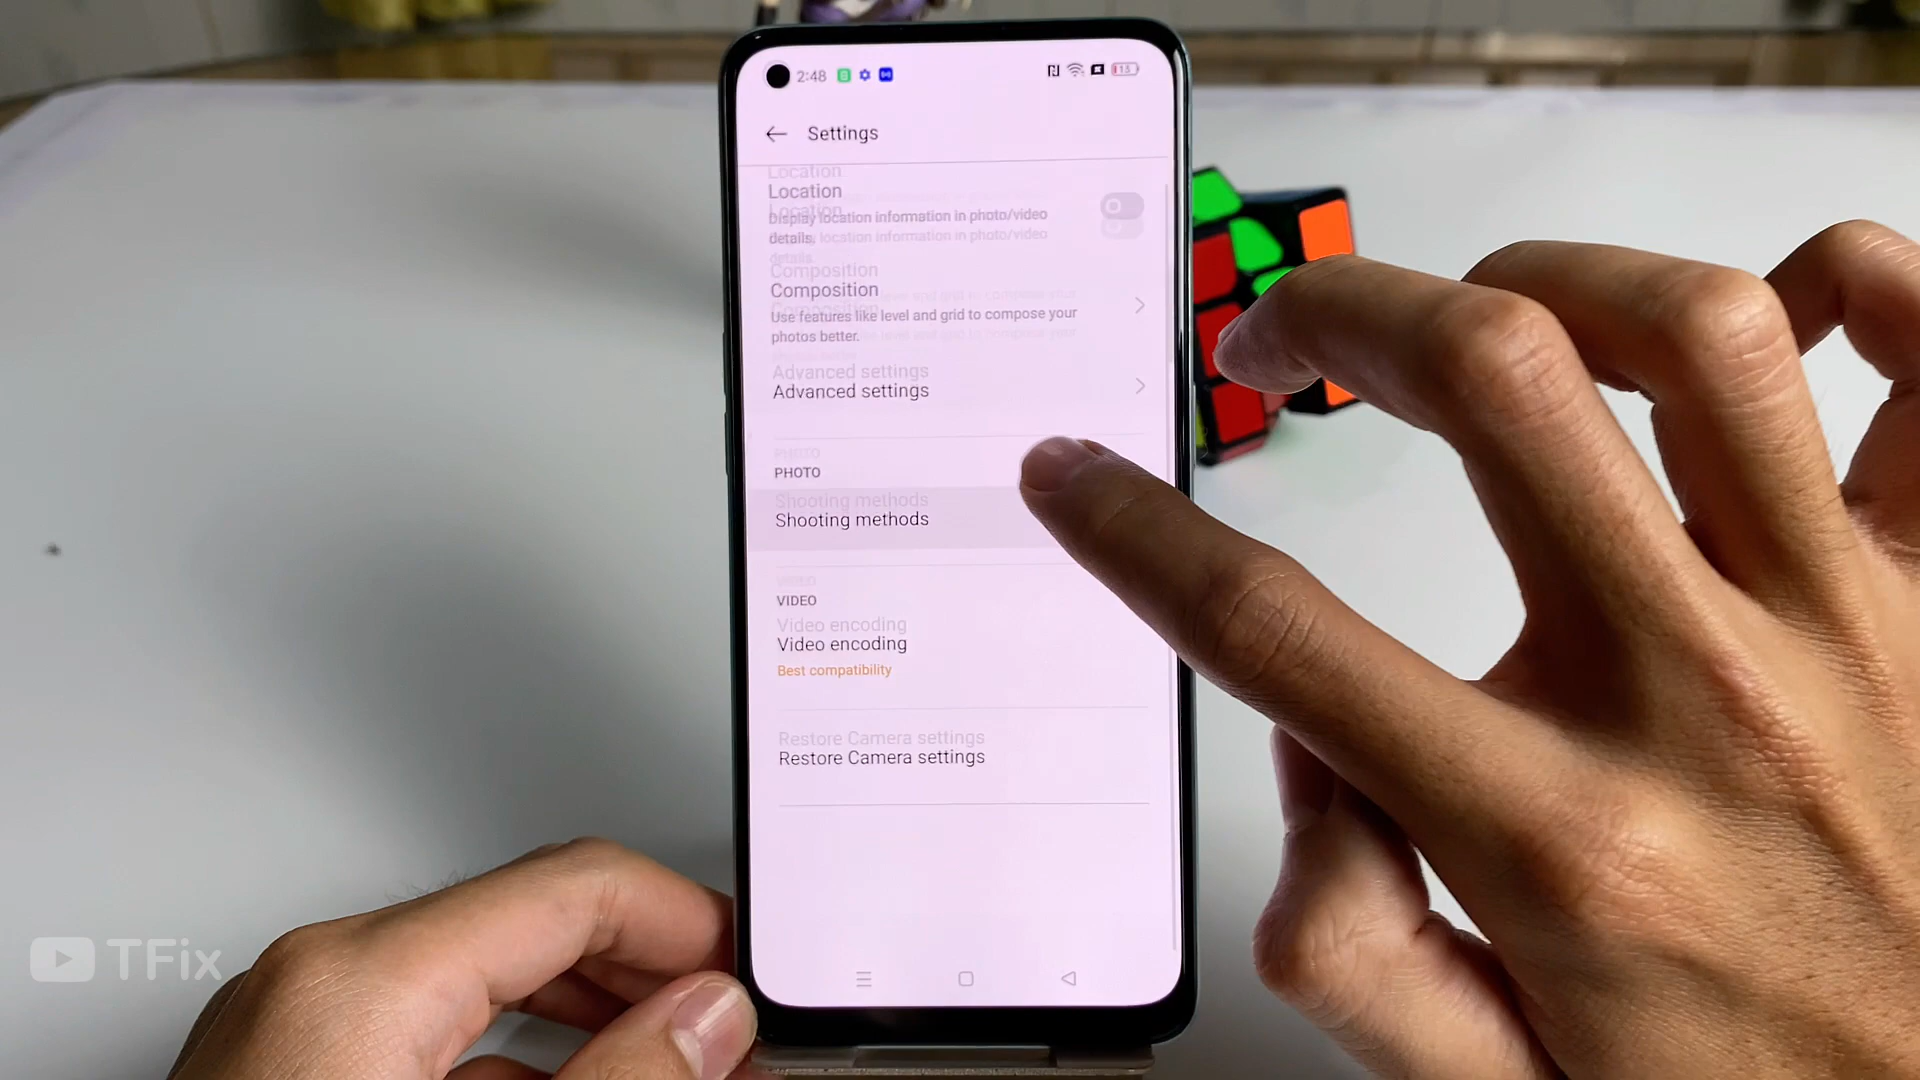 2:48
13
Settings
Location
Display location information in photo/video
details.
Composition
Use features like level and grid to compose your
photos better.
Advanced settings
PHOTO
Shooting methods
VIDEO
Video encoding
Best compatibility
Restore Camera settings
TFix